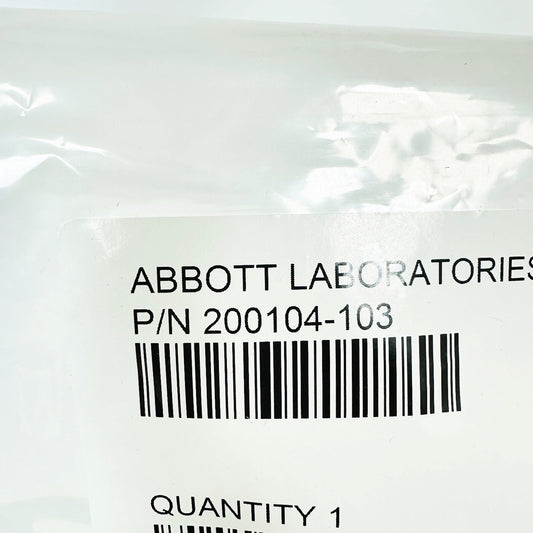 ABBOTT LABORATORIES
P/N 200104-103
QUANTITY 1